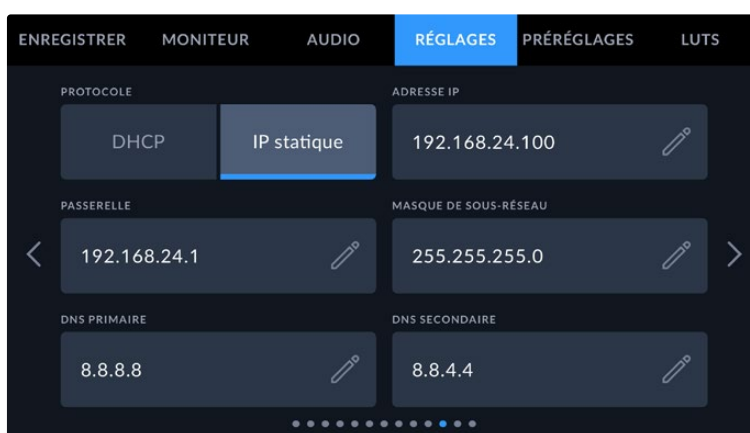 ENREGISTRER MONITEUR AUDIO RÉGLAGES PRÉRÉGLAGES LUTS
PROTOCOLE ADRESSE IP
DHCP IP statique 192.168.24.100
PASSERELLE MASQUE DE SOUS-RÉSEAU
192.168.24.1 255.255.255.0
DNS PRIMAIRE DNS SECONDAIRE
8.8.8.8 8.8.4.4